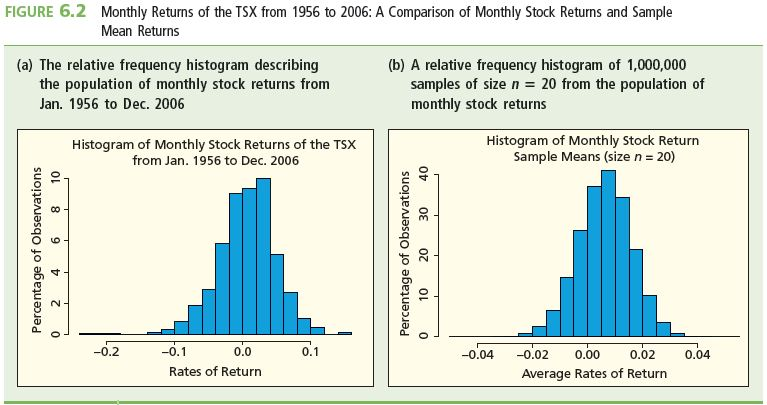 FIGURE 6.2 Monthly Returns of the TSX from 1956 to 2006: A Comparison of Monthly Stock Returns and Sample
Mean Returns
(a) The relative frequency histogram describing
the population of monthly stock returns from
Jan. 1956 to Dec. 2006
(b) A relative frequency histogram of 1,000,000
samples of size n = 20 from the population of
monthly stock returns
Histogram of Monthly Stock Returns of the TSX
from Jan. 1956 to Dec. 2006
Percentage of Observations
10
8
6
4
2
0
–0.2 –0.1 0.0 0.1
Rates of Return
Histogram of Monthly Stock Return
Sample Means (size n = 20)
Percentage of Observations
40
30
20
10
0
–0.04 –0.02 0.00 0.02 0.04
Average Rates of Return